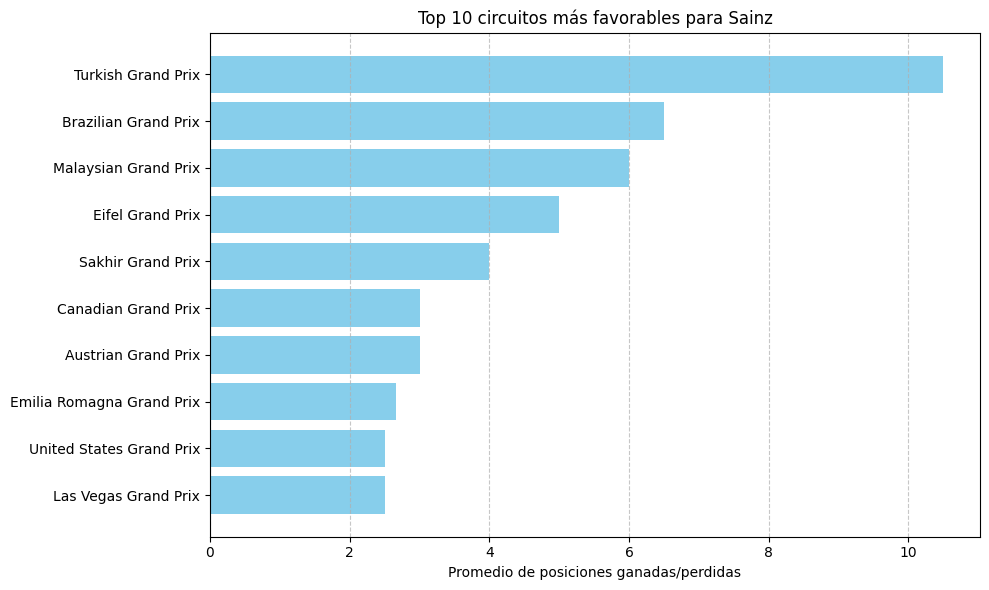 Top 10 circuitos más favorables para Sainz
Turkish Grand Prix
Brazilian Grand Prix
Malaysian Grand Prix
Eifel Grand Prix
Sakhir Grand Prix
Canadian Grand Prix
Austrian Grand Prix
Emilia Romagna Grand Prix
United States Grand Prix
Las Vegas Grand Prix
0 2 4 6 8 10
Promedio de posiciones ganadas/perdidas